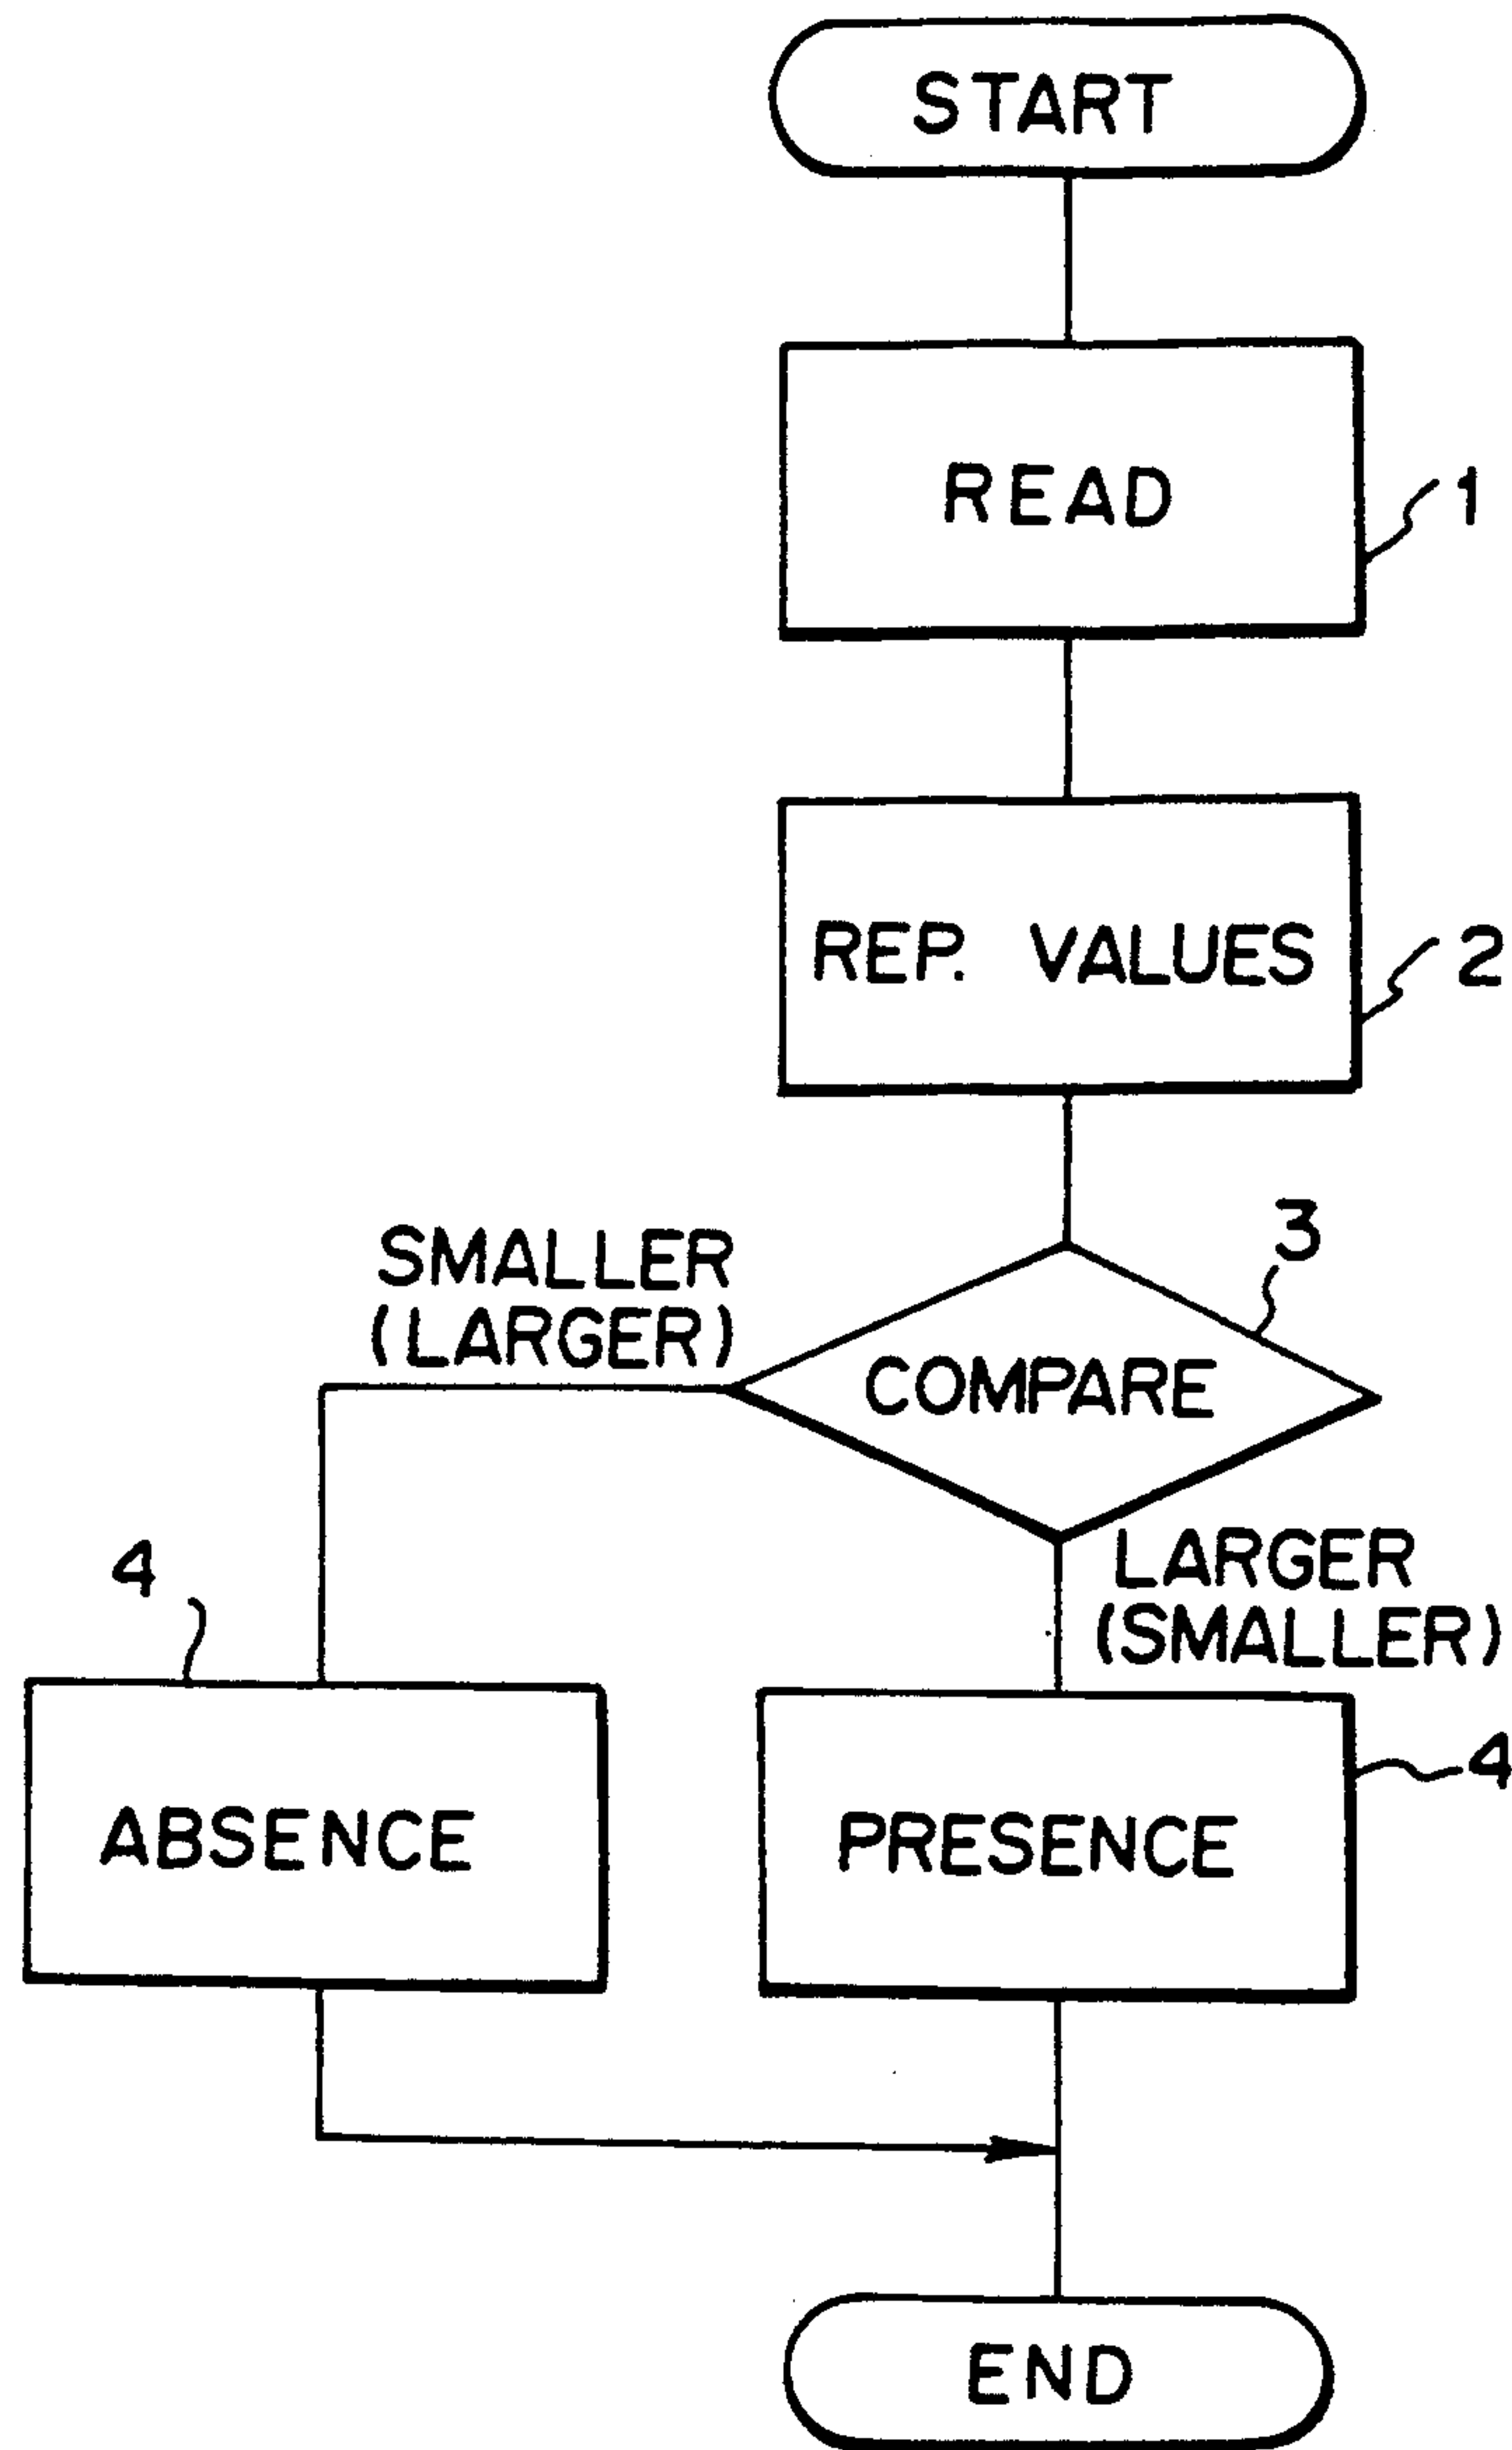 START
READ
1
REP. VALUES
2
3
SMALLER
(LARGER)
COMPARE
LARGER
(SMALLER)
4
4
ABSENCE
PRESENCE
END